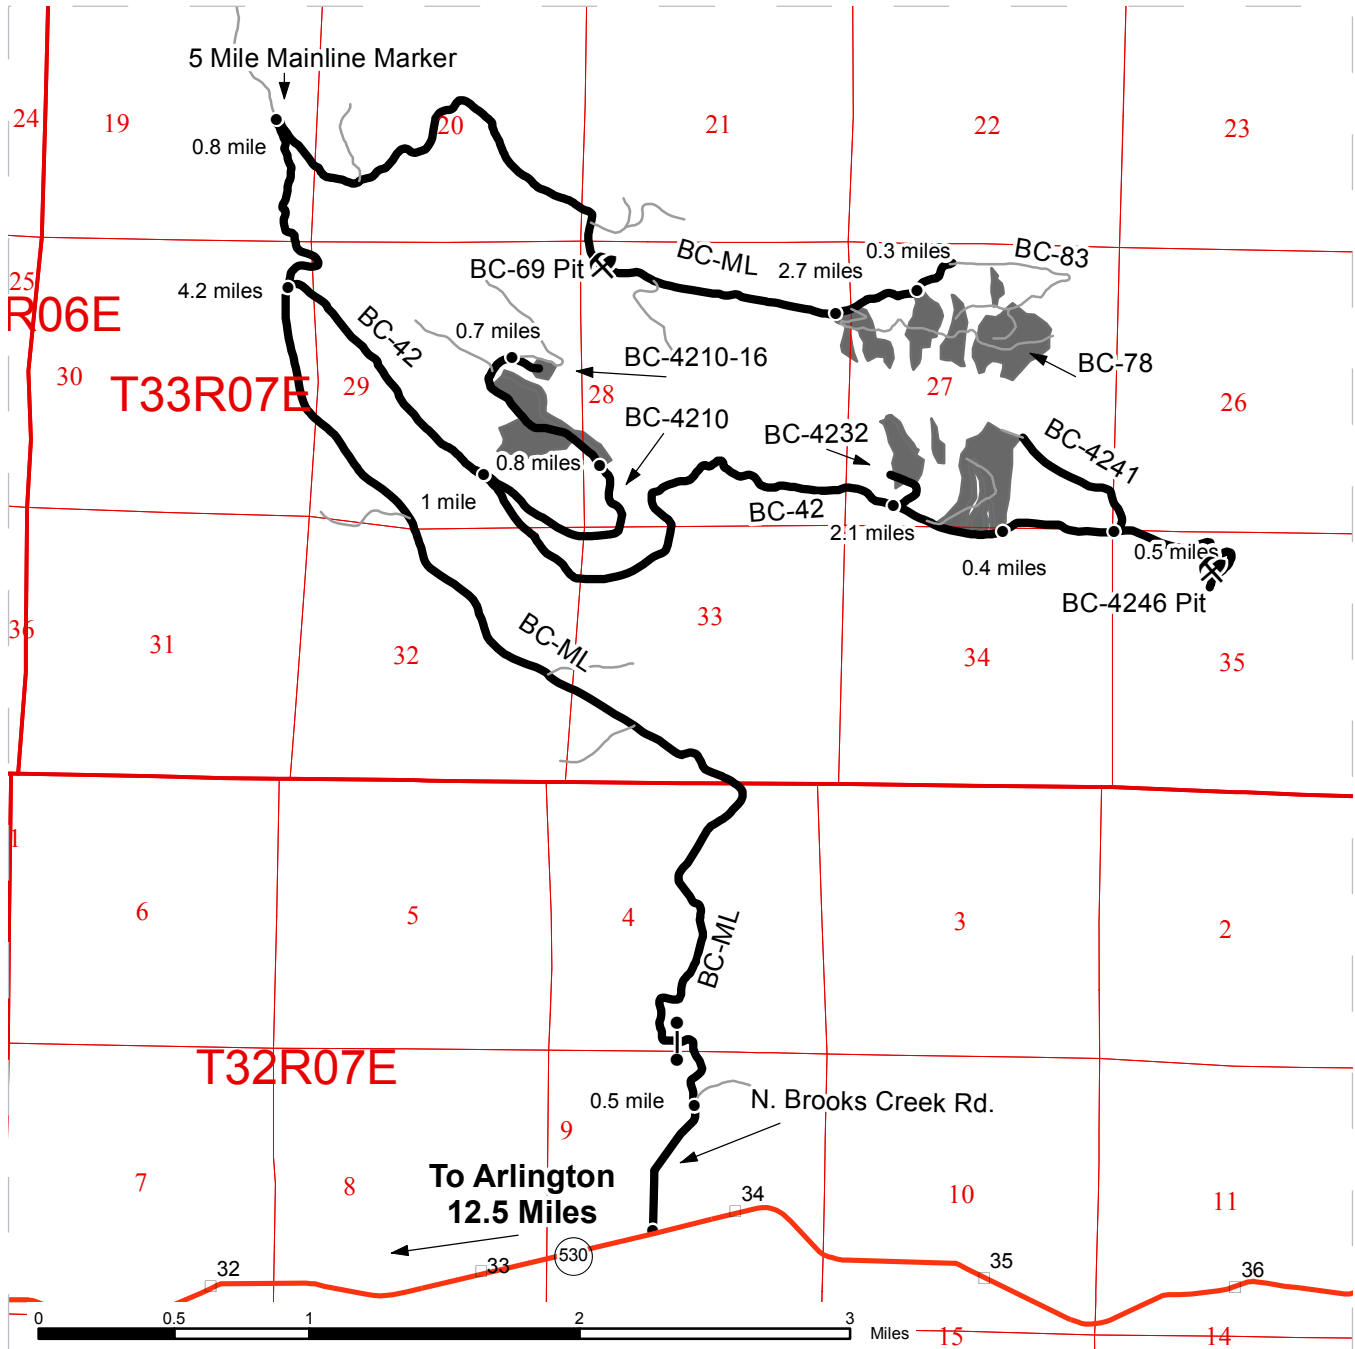 5 Mile Mainline Marker
24
19
20
21
22
23
0.8 mile
BC-ML
0.3 miles
BC-83
2.7 miles
BC-69 Pit
25
4.2 miles
R06E
BC-42
0.7 miles
BC-4210-16
BC-78
30
T33R07E
29
28
27
26
BC-4210
BC-4232
BC-4241
0.8 miles
1 mile
BC-42
2.1 miles
0.5 miles
0.4 miles
BC-4246 Pit
36
31
32
BC-ML
33
34
35
1
6
5
4
3
2
BC-ML
T32R07E
0.5 mile
N. Brooks Creek Rd.
9
7
8
To Arlington
12.5 Miles
34
10
11
530
32
33
35
36
0
0.5
1
2
3
Miles
15
14